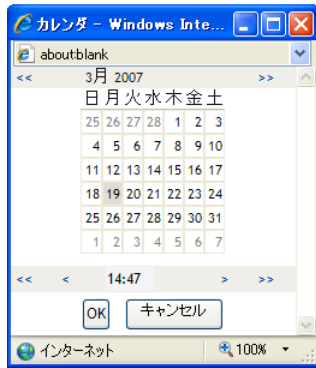 カレンダ - Windows Inte...
about:blank
<< 3月 2007 >>
日 月 火 水 木 金 土
25 26 27 28 1 2 3
4 5 6 7 8 9 10
11 12 13 14 15 16 17
18 19 20 21 22 23 24
25 26 27 28 29 30 31
1 2 3 4 5 6 7
<< < 14:47 > >>
OK キャンセル
インターネット 100%